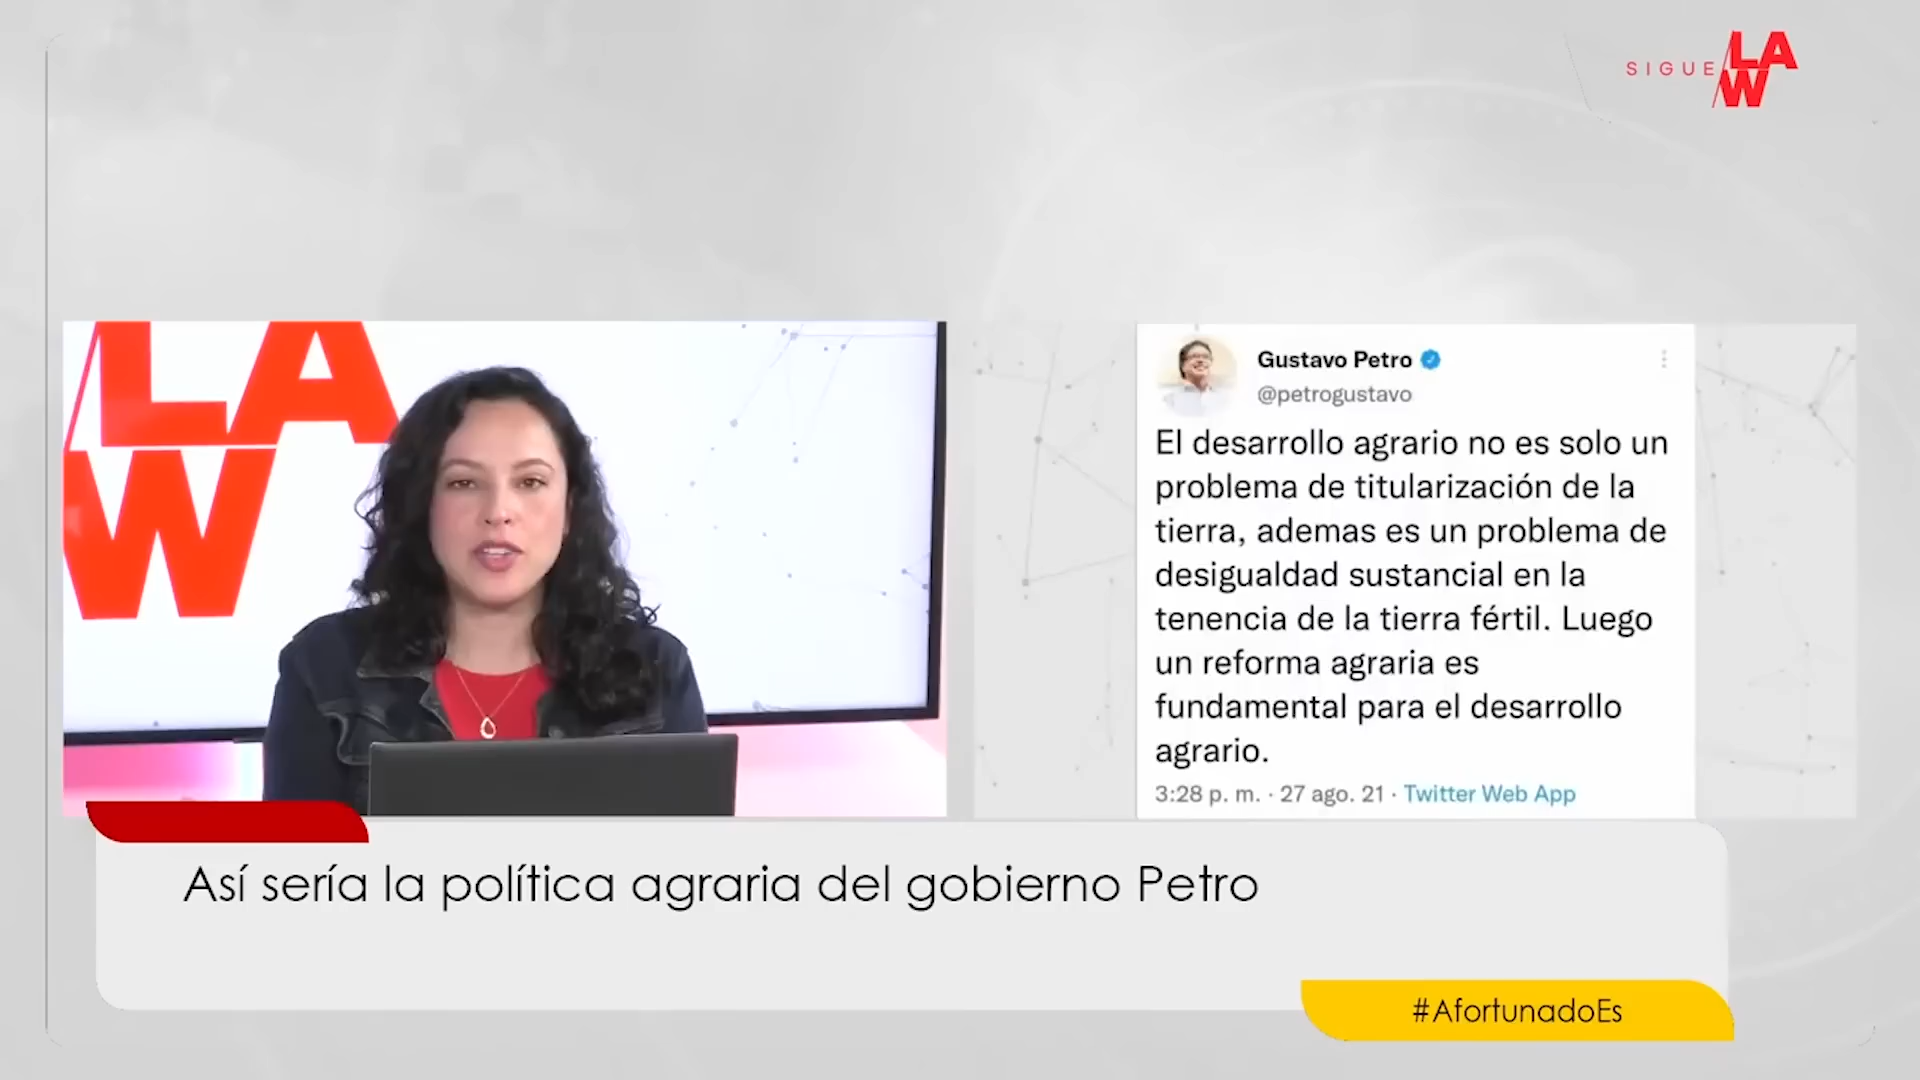 SIGUE LA W
LA
W
Gustavo Petro
@petrogustavo
El desarrollo agrario no es solo un
problema de titularización de la
tierra, ademas es un problema de
desigualdad sustancial en la
tenencia de la tierra fértil. Luego
un reforma agraria es
fundamental para el desarrollo
agrario.
3:28 p. m. · 27 ago. 21 · Twitter Web App
Así sería la política agraria del gobierno Petro
#AfortunadoEs